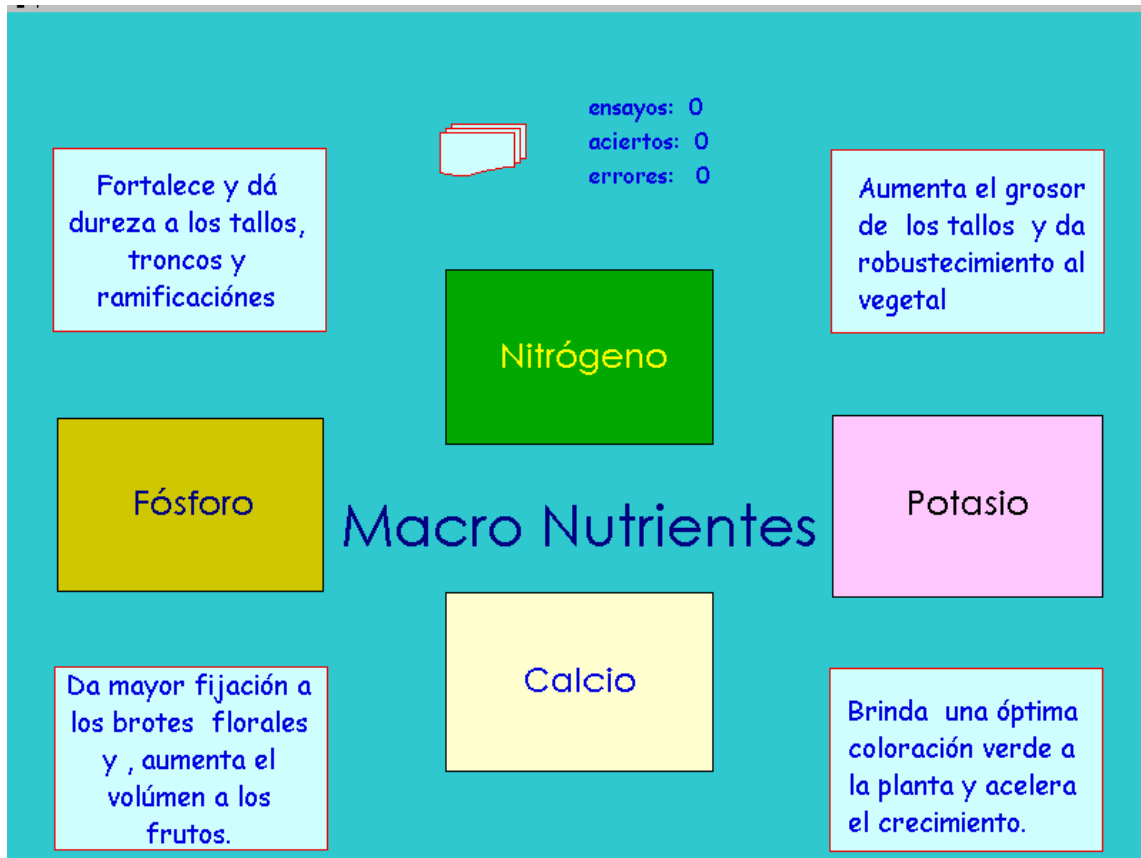 ensayos: 0
aciertos: 0
errores: 0
Fortalece y dá
dureza a los tallos,
troncos y
ramificaciónes
Aumenta el grosor
de los tallos y da
robustecimiento al
vegetal
Nitrógeno
Fósforo
Macro Nutrientes
Potasio
Calcio
Da mayor fijación a
los brotes florales
y , aumenta el
volúmen a los
frutos.
Brinda una óptima
coloración verde a
la planta y acelera
el crecimiento.